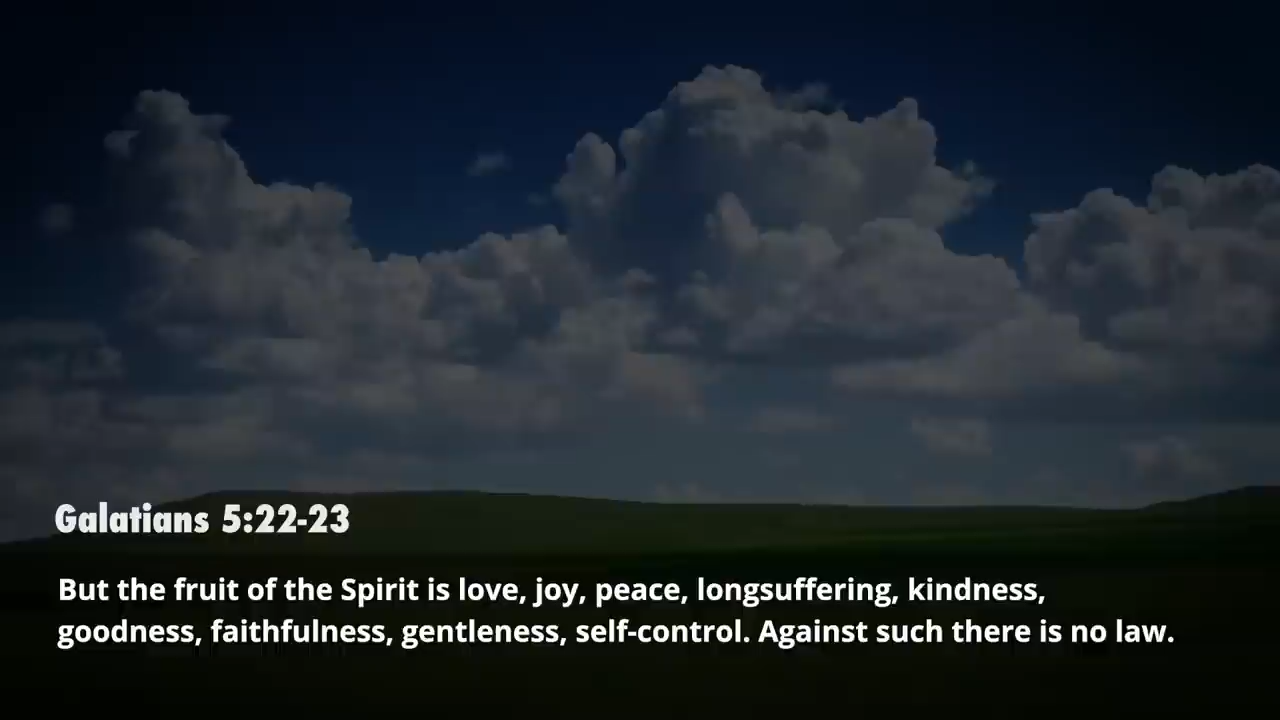 Galatians 5:22-23
But the fruit of the Spirit is love, joy, peace, longsuffering, kindness,
goodness, faithfulness, gentleness, self-control. Against such there is no law.